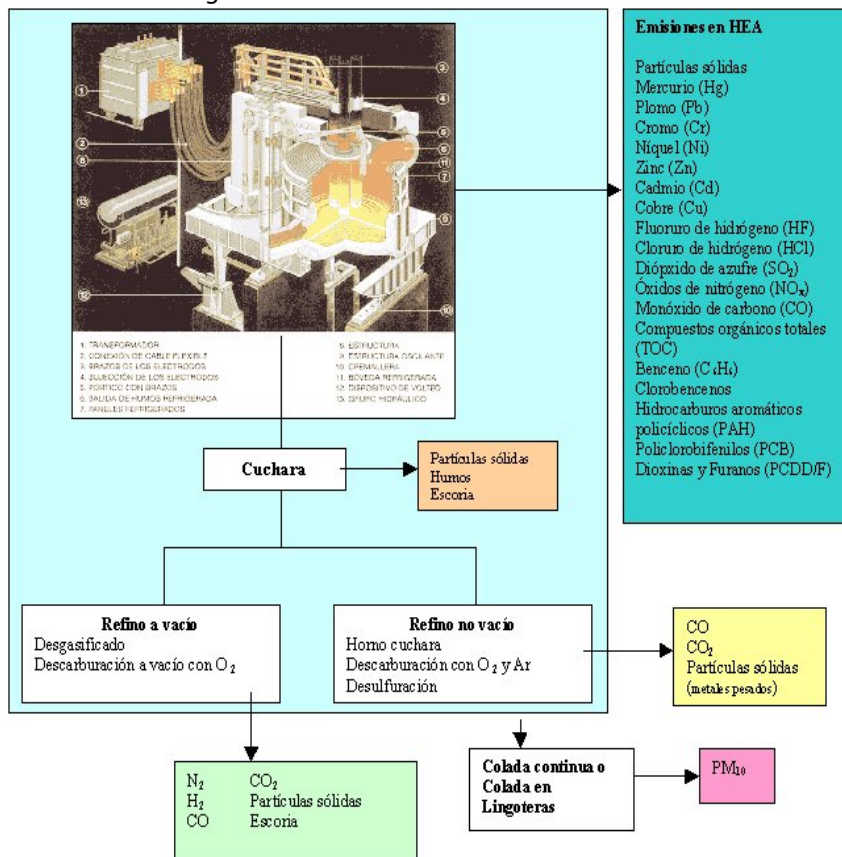 Emisiones en HEA
Partículas sólidas
Mercurio (Hg)
Plomo (Pb)
Cromo (Cr)
Níquel (Ni)
Zinc (Zn)
Cadmio (Cd)
Cobre (Cu)
Fluoruro de hidrógeno (HF)
Cloruro de hidrógeno (HCl)
Diópxido de azufre (SO₂)
Óxidos de nitrógeno (NOₓ)
Monóxido de carbono (CO)
Compuestos orgánicos totales
(TOC)
Benceno
Clorobencenos
Hidrocarburos aromáticos
policíclicos (PAH)
Policlorobifenilos (PCB)
Dioxinas y Furanos (PCDD/F)
1. TRANSFORMADOR
2. CONEXIÓN DE CABLE FLEXIBLE
3. BRAZOS DE LOS ELECTRODOS
4. SUJECCIÓN DE LOS ELECTRODOS
5. PÓRTICO CON BRAZOS
6. SALIDA DE HUMOS REFRIGERADA
7. PANELES REFRIGERADOS
8. ESTRUCTURA
9. ESTRUCTURA OSCILANTE
10. CREMALLERA
11. BOVEDA REFRIGERADA
12. DISPOSITIVO DE VOLTEO
13. GRUPO HIDRÁULICO
Cuchara
Partículas sólidas
Humos
Escoria
Refino a vacío
Desgasificado
Descarburación a vacío con O₂
Refino no vacío
Horno cuchara
Descarburación con O₂ y Ar
Desulfuración
CO
CO₂
Partículas sólidas
(metales pesados)
N₂ CO₂
H₂ Partículas sólidas
CO Escoria
Colada continua o
Colada en
Lingoteras
PM₁₀